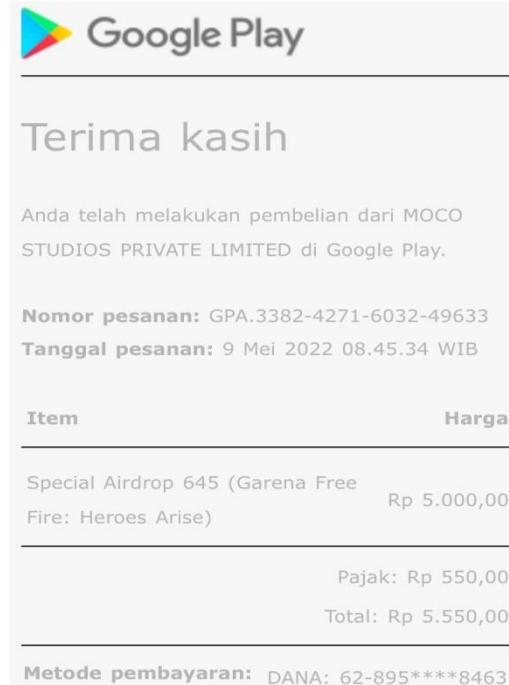 Google Play
Terima kasih
Anda telah melakukan pembelian dari MOCO
STUDIOS PRIVATE LIMITED di Google Play.
Nomor pesanan: GPA.3382-4271-6032-49633
Tanggal pesanan: 9 Mei 2022 08.45.34 WIB
Item Harga
Special Airdrop 645 (Garena Free
Fire: Heroes Arise) Rp 5.000,00
Pajak: Rp 550,00
Total: Rp 5.550,00
Metode pembayaran: DANA: 62-895****8463